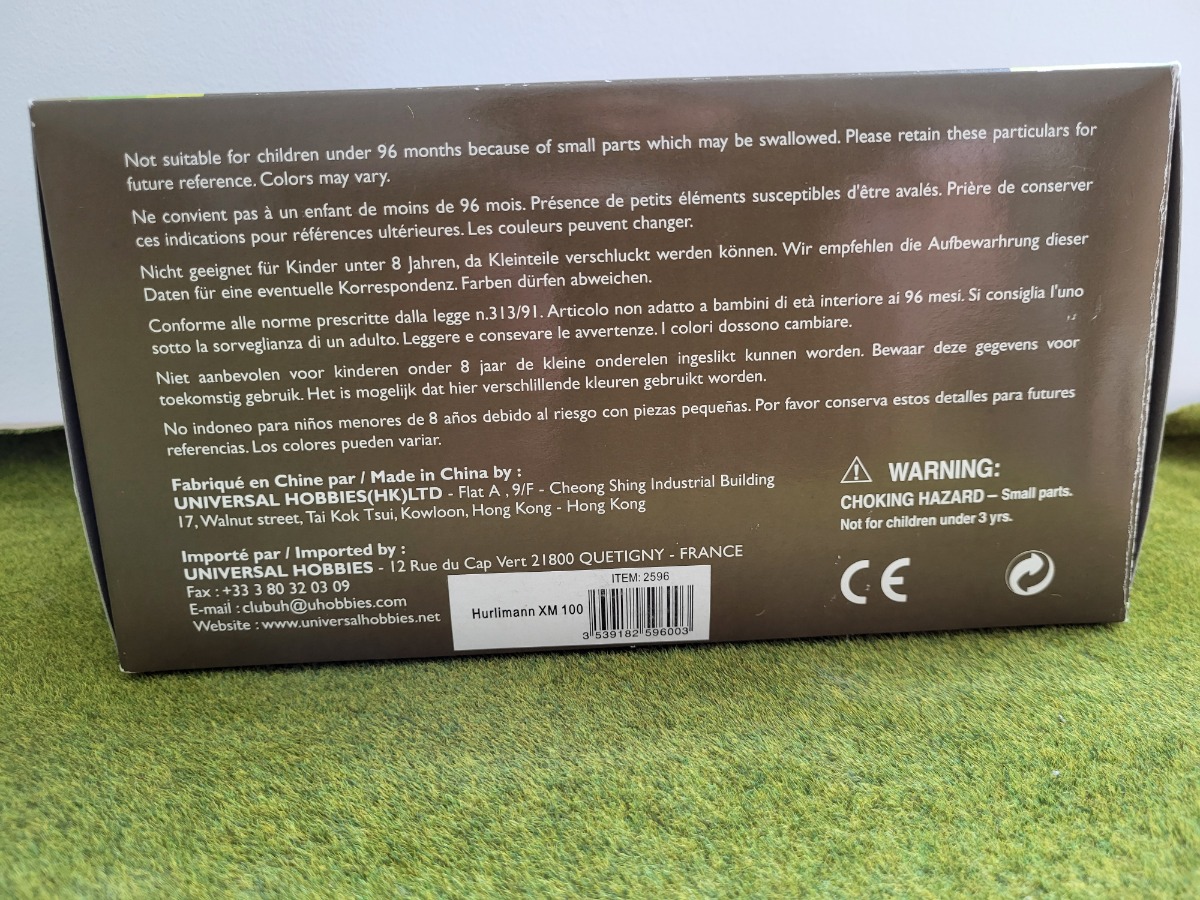 Not suitable for children under 96 months because of small parts which may be swallowed. Please retain these particulars for
future reference. Colors may vary.
Ne convient pas à un enfant de moins de 96 mois. Présence de petits éléments susceptibles d'être avalés. Prière de conserver
ces indications pour références ultérieures. Les couleurs peuvent changer.
Nicht geeignet für Kinder unter 8 Jahren, da Kleinteile verschluckt werden können. Wir empfehlen die Aufbewarhrung dieser
Daten für eine eventuelle Korrespondenz. Farben dürfen abweichen.
Conforme alle norme prescritte dalla legge n.313/91. Articolo non adatto a bambini di età interiore ai 96 mesi. Si consiglia l'uno
sotto la sorveglianza di un adulto. Leggere e consevare le avvertenze. I colori dossono cambiare.
Niet aanbevolen voor kinderen onder 8 jaar de kleine onderelen ingeslikt kunnen worden. Bewaar deze gegevens voor
toekomstig gebruik. Het is mogelijk dat hier verschlillende kleuren gebruikt worden.
No indoneo para niños menores de 8 años debido al riesgo con piezas pequeñas. Por favor conserva estos detalles para futures
referencias. Los colores pueden variar.
Fabriqué en Chine par / Made in China by :
UNIVERSAL HOBBIES(HK)LTD - Flat A , 9/F - Cheong Shing Industrial Building
17, Walnut street, Tai Kok Tsui, Kowloon, Hong Kong - Hong Kong
Importé par / Imported by :
UNIVERSAL HOBBIES - 12 Rue du Cap Vert 21800 QUETIGNY - FRANCE
Fax : +33 3 80 32 03 09
E-mail : clubuh@uhobbies.com
Website : www.universalhobbies.net
ITEM: 2596
Hurlimann XM 100
3 539182 596003
WARNING:
CHOKING HAZARD – Small parts.
Not for children under 3 yrs.
CE